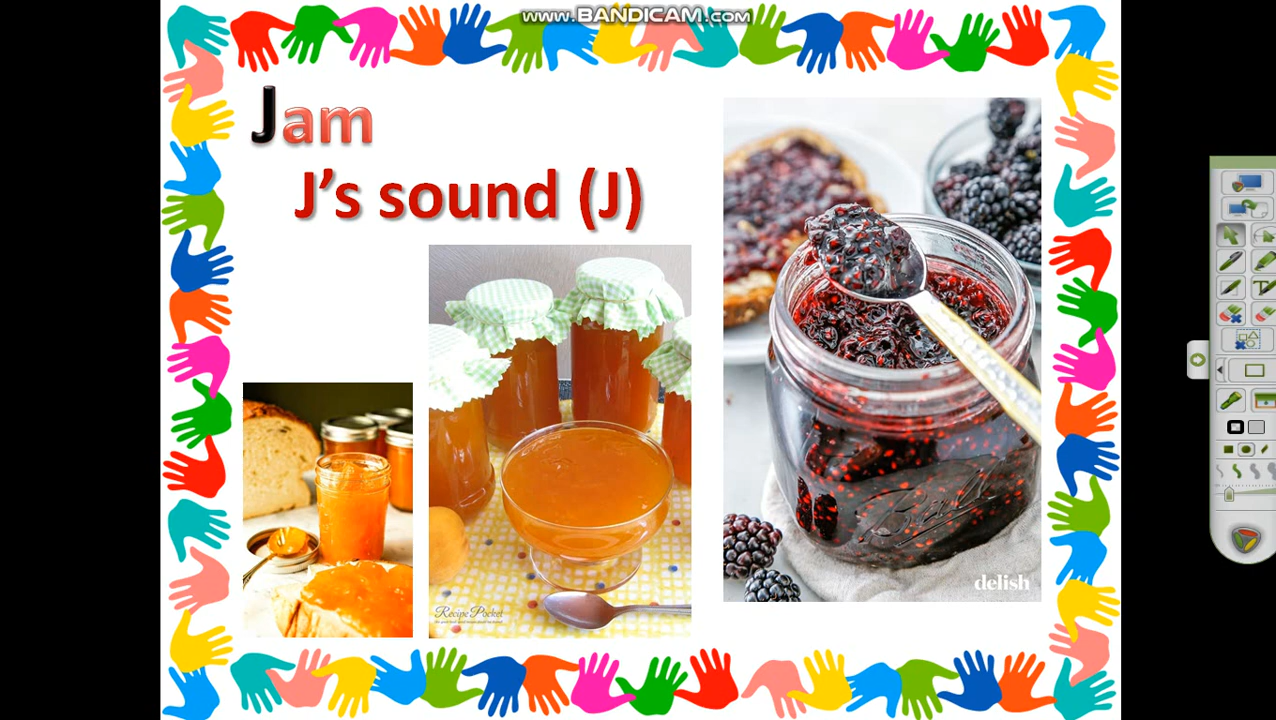 www.BANDICAM.com
Jam
J's sound (J)
Ball
Recipe Pocket
delish